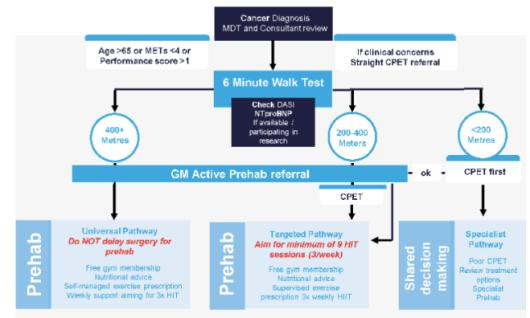 Cancer Diagnosis
MDT and Consultant review
Age >65 or METs <4 or
Performance score >1
If clinical concerns
Straight CPET referral
6 Minute Walk Test
Check DASI
NTproBNP
If available /
participating in
research
400+
Metres
200-400
Meters
<200
Metres
GM Active Prehab referral
ok
CPET first
CPET
Prehab
Universal Pathway
Do NOT delay surgery for
prehab
Free gym membership
Nutritional advice
Self-managed exercise prescription
Weekly support aiming for 3x HIIT
Prehab
Targeted Pathway
Aim for minimum of 9 HIT
sessions (3/week)
Free gym membership
Nutritional advice
Supervised exercise
prescription 3x weekly HIIT
Shared
decision
making
Specialist
Pathway
Poor CPET
Review treatment
options
Specialist
Prehab